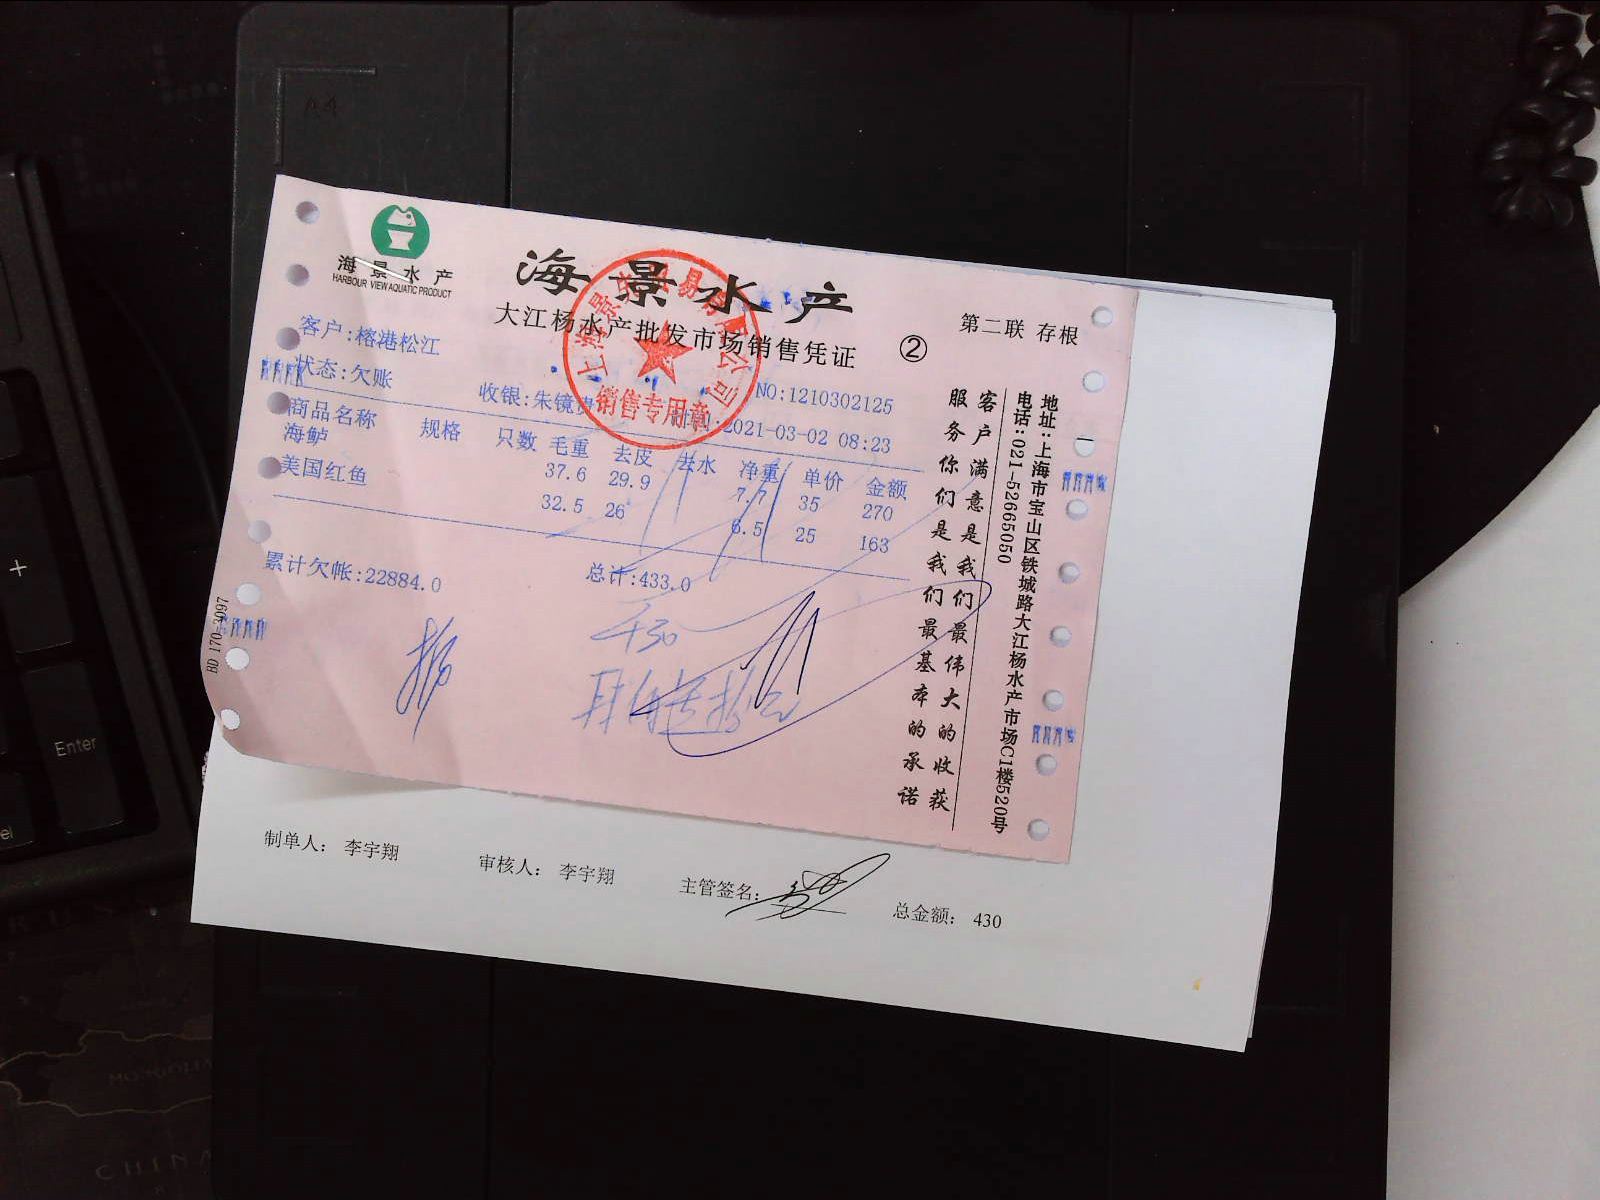 A4
海景水产
HARBOUR VIEW AQUATIC PRODUCT
海景水产
大江杨水产批发市场销售凭证
②
第二联 存根
客户:榕港松江
状态:欠账
收银:朱镜贵
NO:1210302125
2021-03-02 08:23
销售专用章
商品名称 规格 只数 毛重 去皮 去水 净重 单价 金额
海鲈 37.6 29.9 7.7 35 270
美国红鱼 32.5 26 6.5 25 163
累计欠帐:22884.0 总计:433.0
430
客户满意是我们最伟大的收获
服务你们是我们最基本的承诺
地址:上海市宝山区铁城路大江杨水产市场C1楼520号
电话:021-52665050
BD 170-3097
制单人: 李宇翔 审核人: 李宇翔 主管签名: 总金额: 430
+
Enter
CHINA